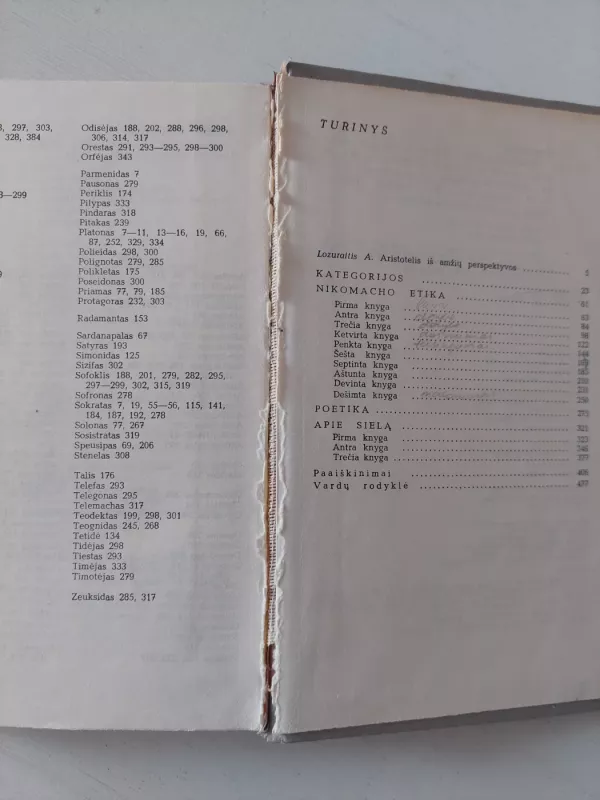 297, 303,
328, 384
—299
Odisėjas 188, 202, 288, 296, 298,
306, 314, 317
Orestas 291, 293—295, 298—300
Orfėjas 343
Parmenidas 7
Pausonas 279
Periklis 174
Pilypas 333
Pindaras 318
Pitakas 239
Platonas 7—11, 13—16, 19, 66,
87, 252, 329, 334
Polieidas 298, 300
Polignotas 279, 285
Polikletas 175
Poseidonas 300
Priamas 77, 79, 185
Protagoras 232, 303
Radamantas 153
Sardanapalas 67
Satyras 193
Simonidas 125
Sizifas 302
Sofoklis 188, 201, 279, 282, 295,
297—299, 302, 315, 319
Sofronas 278
Sokratas 7, 19, 55—56, 115, 141,
184, 187, 192, 278
Solonas 77, 267
Sosistratas 319
Speusipas 69, 206
Stenelas 308
Talis 176
Telefas 293
Telegonas 295
Telemachas 317
Teodektas 199, 298, 301
Teognidas 245, 268
Tetidė 134
Tidėjas 298
Tiestas 293
Timėjas 333
Timotėjas 279
Zeuksidas 285, 317
TURINYS
Lozuraitis A. Aristotelis iš amžių perspektyvos
KATEGORIJOS
NIKOMACHO ETIKA
Pirma knyga
Antra knyga
Trečia knyga
Ketvirta knyga
Penkta knyga
Šešta knyga
Septinta knyga
Aštunta knyga
Devinta knyga
Dešimta knyga
POETIKA
APIE SIELĄ 321
Pirma knyga
Antra knyga
Trečia knyga
Paaiškinimai
Vardų rodyklė